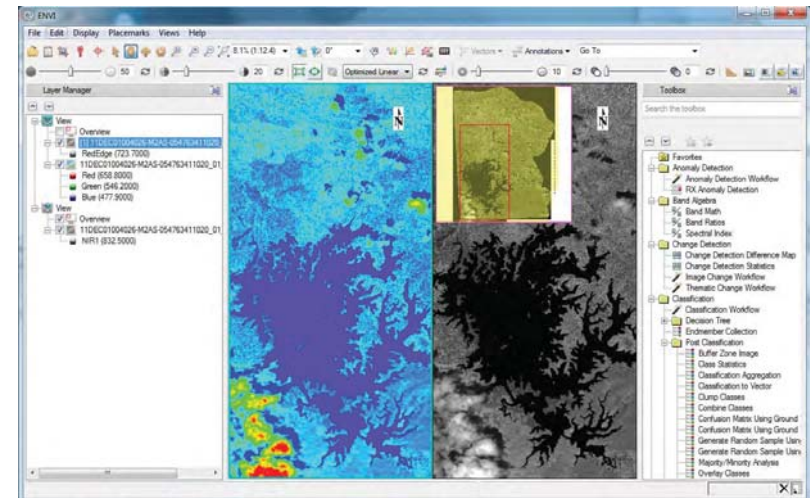 ENVI
File Edit Display Placemarks Views Help
8.1% (1:12.4) 0° Vectors Annotations Go To
50 20 Optimized Linear 10 0
Layer Manager
View
Overview
[1] 11DEC01004026-M2AS-054763411020
RedEdge (723.7000)
11DEC01004026-M2AS-054763411020_01
Red (658.8000)
Green (546.2000)
Blue (477.9000)
View
Overview
11DEC01004026-M2AS-054763411020_01
NIR1 (832.5000)
N
N
Toolbox
Search the toolbox
Favorites
Anomaly Detection
Anomaly Detection Workflow
RX Anomaly Detection
Band Algebra
Band Math
Band Ratios
Spectral Index
Change Detection
Change Detection Difference Map
Change Detection Statistics
Image Change Workflow
Thematic Change Workflow
Classification
Classification Workflow
Decision Tree
Endmember Collection
Post Classification
Buffer Zone Image
Class Statistics
Classification Aggregation
Classification to Vector
Clump Classes
Combine Classes
Confusion Matrix Using Ground
Confusion Matrix Using Ground
Generate Random Sample Using
Generate Random Sample Using
Majority/Minority Analysis
Overlay Classes